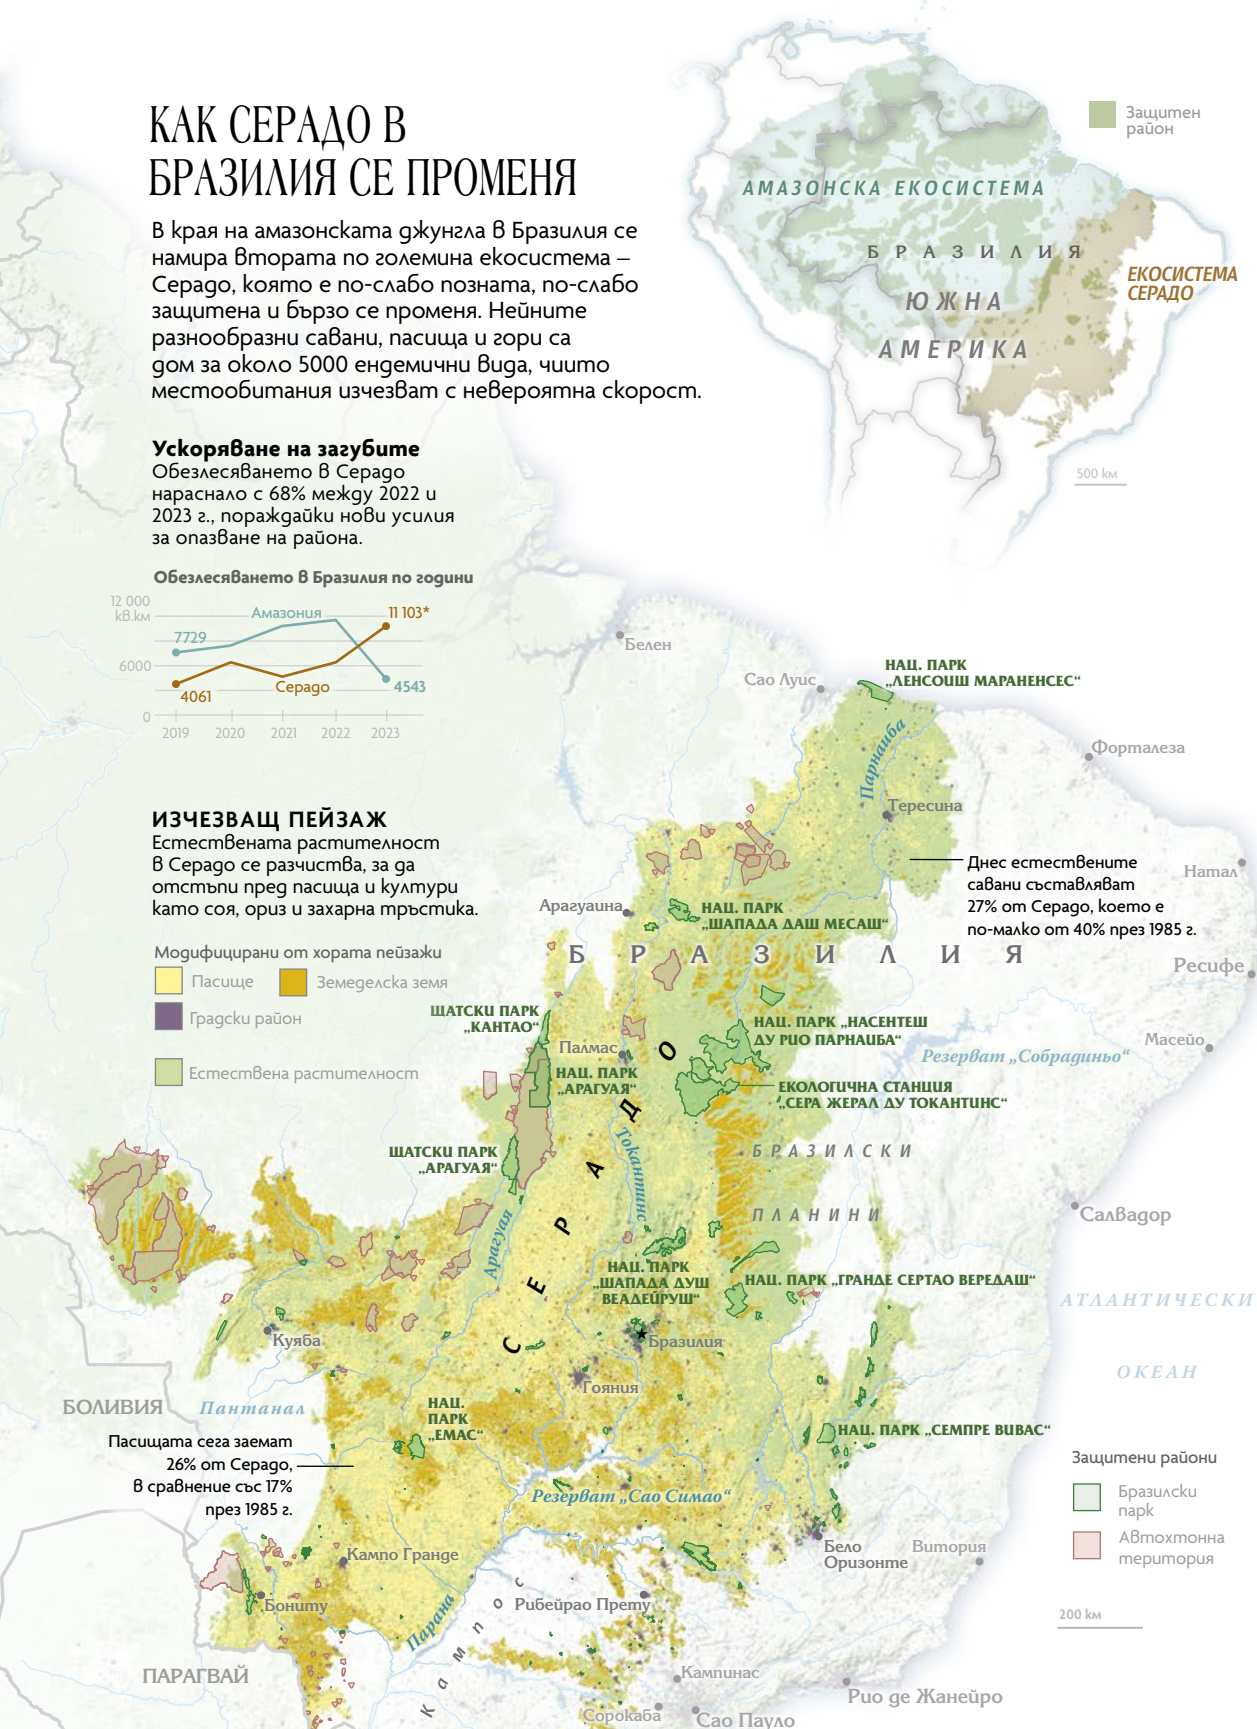 КАК СЕРАДО В
БРАЗИЛИЯ СЕ ПРОМЕНЯ
В края на амазонската джунгла в Бразилия се
намира втората по големина екосистема –
Серадо, която е по-слабо позната, по-слабо
защитена и бързо се променя. Нейните
разнообразни савани, пасища и гори са
дом за около 5000 ендемични вида, чиито
местообитания изчезват с невероятна скорост.
Защитен
район
АМАЗОНСКА ЕКОСИСТЕМА
БРАЗИЛИЯ
ЕКОСИСТЕМА
СЕРАДО
ЮЖНА
АМЕРИКА
500 км
Ускоряване на загубите
Обезлесяването в Серадо
нараснало с 68% между 2022 и
2023 г., пораждайки нови усилия
за опазване на района.
Обезлесяването в Бразилия по години
12 000
кв.км
Амазония
11 103*
7729
6000
4061
Серадо
4543
0
2019 2020 2021 2022 2023
ИЗЧЕЗВАЩ ПЕЙЗАЖ
Естествената растителност
в Серадо се разчиства, за да
отстъпи пред пасища и култури
като соя, ориз и захарна тръстика.
Модифицирани от хората пейзажи
Пасище
Земеделска земя
Градски район
Естествена растителност
Белен
Сао Луис
НАЦ. ПАРК
„ЛЕНСОИШ МАРАНЕНСЕС“
Парнаиба
Форталеза
Тересина
Днес естествените
савани съставляват
27% от Серадо, което е
по-малко от 40% през 1985 г.
Натал
Арагуаина
НАЦ. ПАРК
„ШАПАДА ДАШ МЕСАШ“
БРАЗИЛИЯ
Ресифе
ЩАТСКИ ПАРК
„КАНТАО“
НАЦ. ПАРК „НАСЕНТЕШ
ДУ РИО ПАРНАИБА“
Масейо
Палмас
Резерват „Собрадиньо“
НАЦ. ПАРК
„АРАГУАЯ“
ЕКОЛОГИЧНА СТАНЦИЯ
„СЕРА ЖЕРАЛ ДУ ТОКАНТИНС“
СЕРАДО
Токантинс
ЩАТСКИ ПАРК
„АРАГУАЯ“
БРАЗИЛСКИ
ПЛАНИНИ
Салвадор
Арагуая
НАЦ. ПАРК
„ШАПАДА ДУШ
ВЕАДЕЙРУШ“
НАЦ. ПАРК „ГРАНДЕ СЕРТАО ВЕРЕДАШ“
АТЛАНТИЧЕСКИ
ОКЕАН
Куяба
Бразилия
Гояния
БОЛИВИЯ
Пантанал
НАЦ.
ПАРК
„ЕМАС“
НАЦ. ПАРК „СЕМПРЕ ВИВАС“
Пасищата сега заемат
26% от Серадо,
в сравнение със 17%
през 1985 г.
Резерват „Сао Симао“
Защитени райони
Бразилски
парк
Автохтонна
територия
Бело
Оризонте
Витория
Кампо Гранде
Бониту
Рибейрао Прету
Парана
Кампос
200 км
ПАРАГВАЙ
Кампинас
Рио де Жанейро
Сорокаба
Сао Пауло